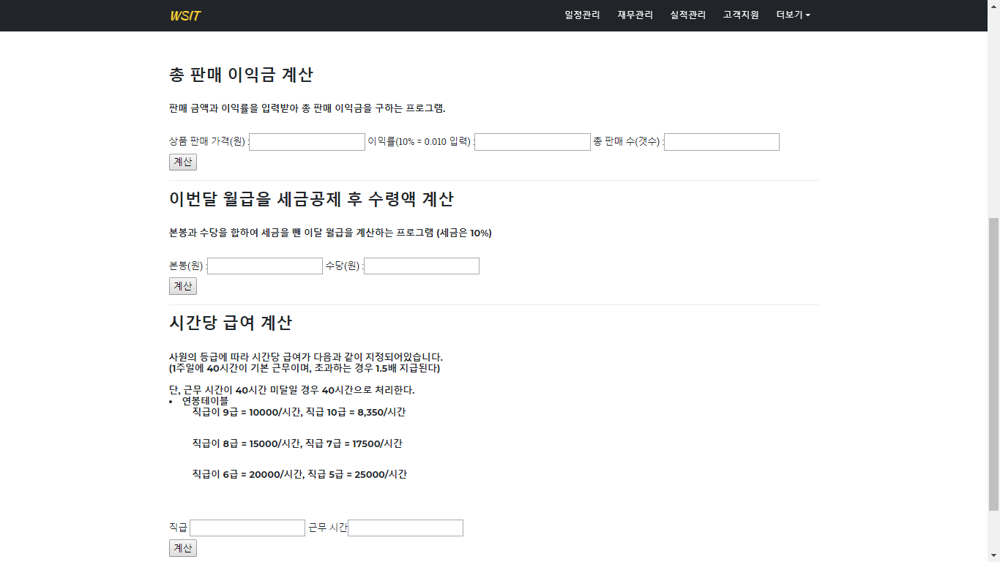 WSIT 일정관리 재무관리 실적관리 고객지원 더보기
총 판매 이익금 계산
판매 금액과 이익률을 입력받아 총 판매 이익금을 구하는 프로그램.
상품 판매 가격(원) : 이익률(10% = 0.010 입력) : 총 판매 수(갯수) :
계산
이번달 월급을 세금공제 후 수령액 계산
본봉과 수당을 합하여 세금을 뺀 이달 월급을 계산하는 프로그램 (세금은 10%)
본봉(원) : 수당(원) :
계산
시간당 급여 계산
사원의 등급에 따라 시간당 급여가 다음과 같이 지정되어있습니다.
(1주일에 40시간이 기본 근무이며, 초과하는 경우 1.5배 지급된다)
단, 근무 시간이 40시간 미달일 경우 40시간으로 처리한다.
• 연봉테이블
직급이 9급 = 10000/시간, 직급 10급 = 8,350/시간
직급이 8급 = 15000/시간, 직급 7급 = 17500/시간
직급이 6급 = 20000/시간, 직급 5급 = 25000/시간
직급 근무 시간
계산